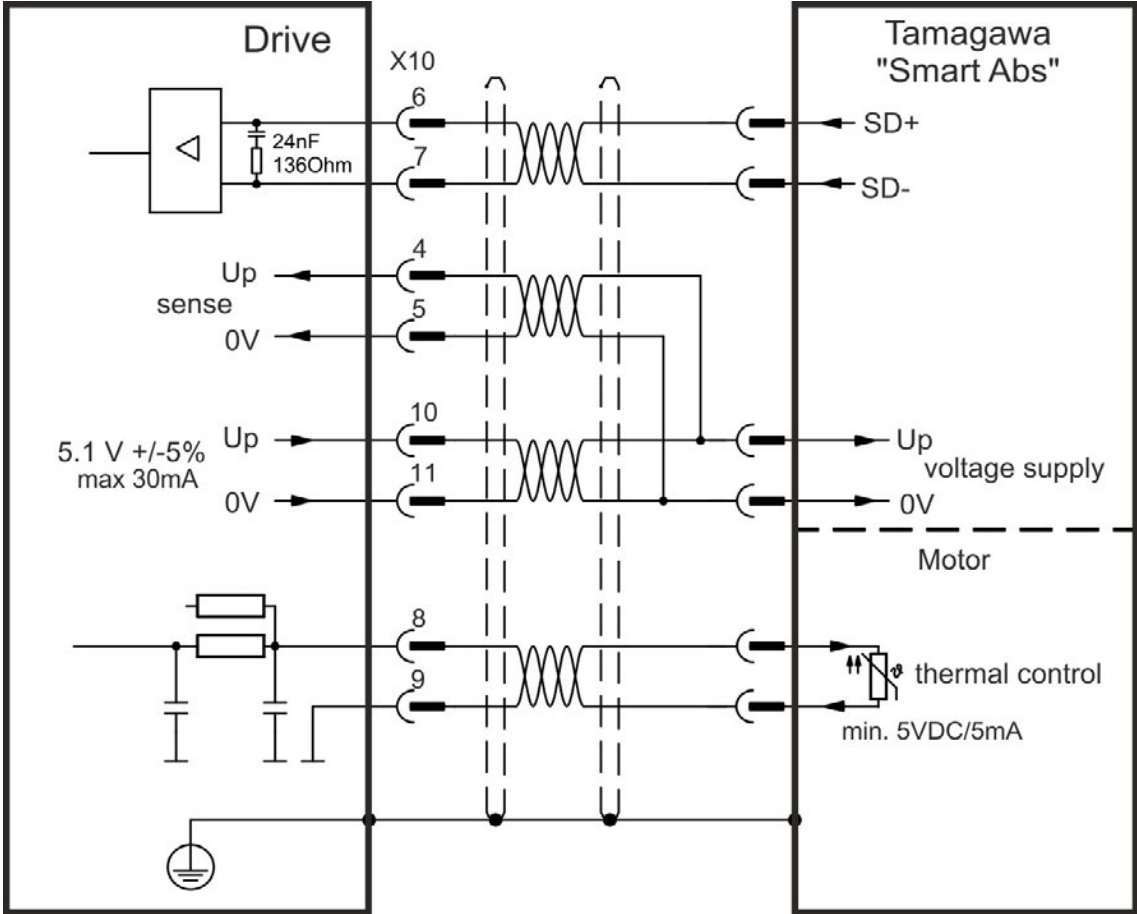 Drive
X10
Tamagawa
"Smart Abs"
6
SD+
24nF
136Ohm
7
SD-
4
Up
sense
5
0V
10
5.1 V +/-5%
max 30mA
Up
Up
voltage supply
11
0V
0V
Motor
8
9
ϑ
thermal control
min. 5VDC/5mA